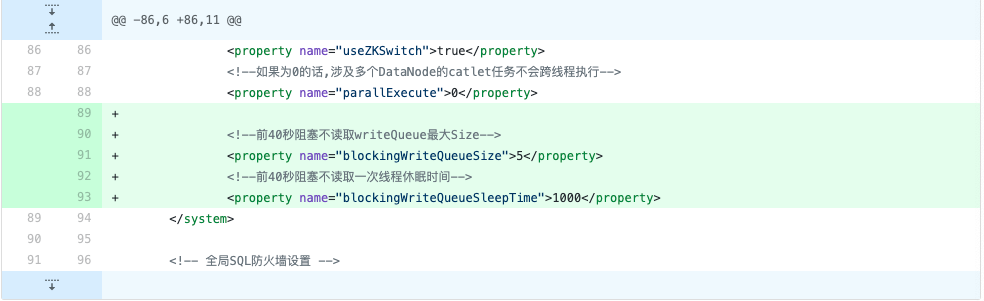 @@ -86,6 +86,11 @@
86 86 <property name="useZKSwitch">true</property>
87 87 <!--如果为0的话,涉及多个DataNode的catlet任务不会跨线程执行-->
88 88 <property name="parallExecute">0</property>
89 +
90 + <!--前40秒阻塞不读取writeQueue最大Size-->
91 + <property name="blockingWriteQueueSize">5</property>
92 + <!--前40秒阻塞不读取一次线程休眠时间-->
93 + <property name="blockingWriteQueueSleepTime">1000</property>
89 94 </system>
90 95
91 96 <!-- 全局SQL防火墙设置 -->